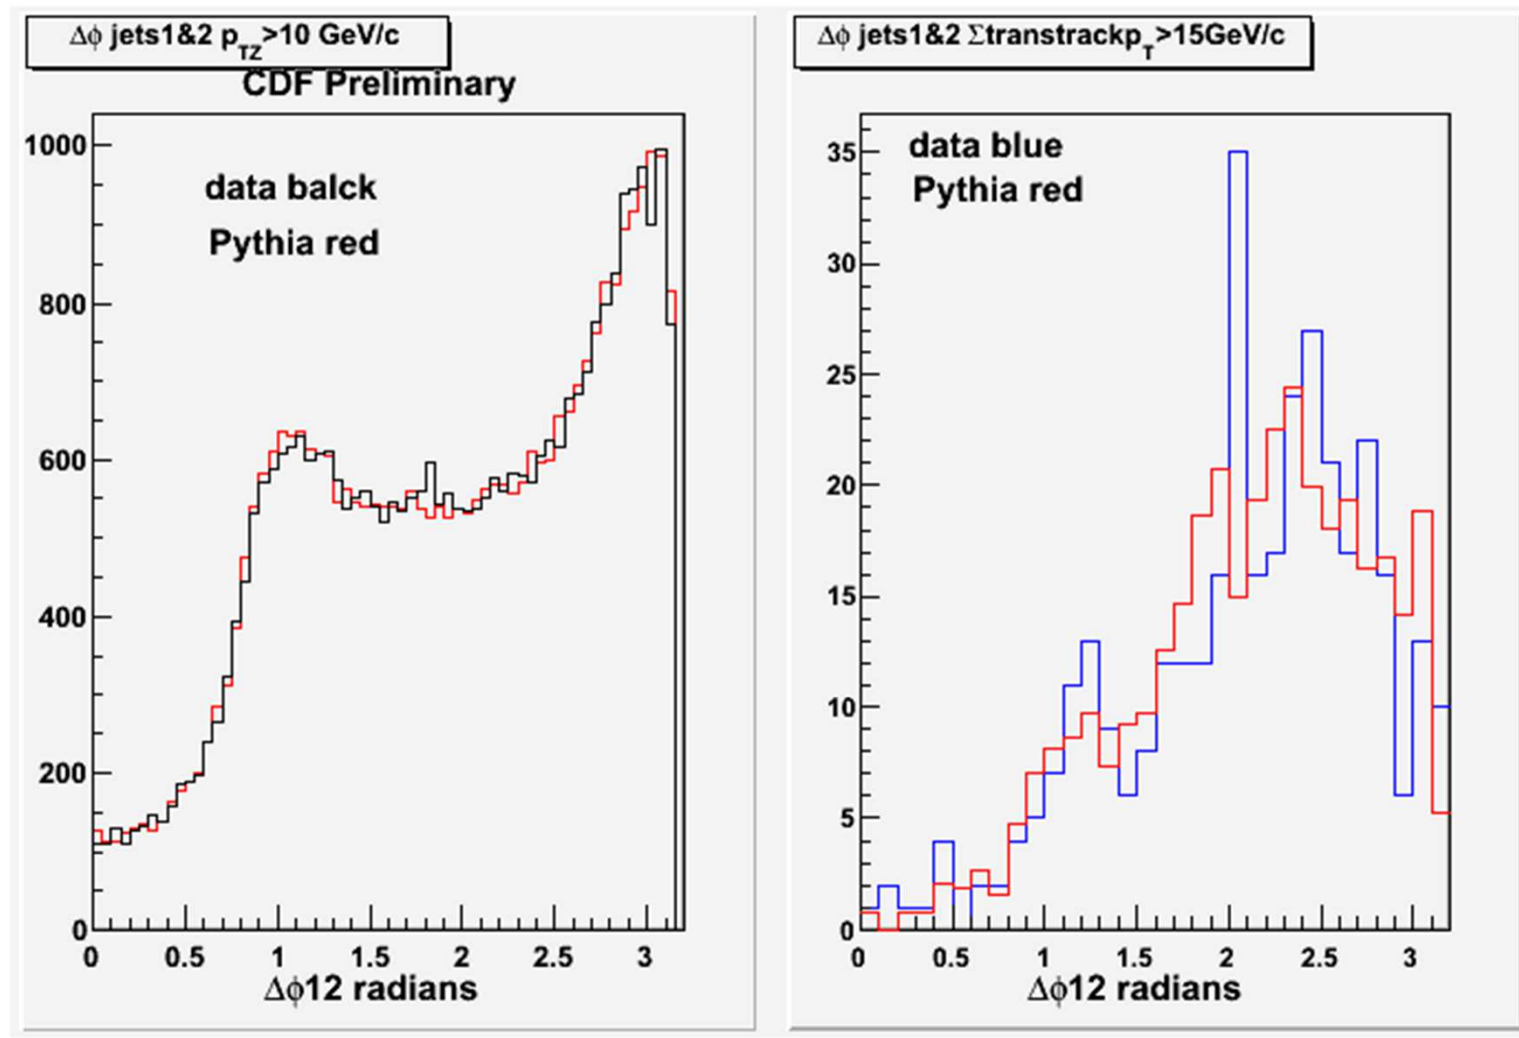 Δϕ jets1&2 p_TZ>10 GeV/c
CDF Preliminary
data balck
Pythia red
1000
800
600
400
200
0
0 0.5 1 1.5 2 2.5 3
Δϕ12 radians
Δϕ jets1&2 Σtranstrackp_T>15GeV/c
data blue
Pythia red
35
30
25
20
15
10
5
0
0 0.5 1 1.5 2 2.5 3
Δϕ12 radians